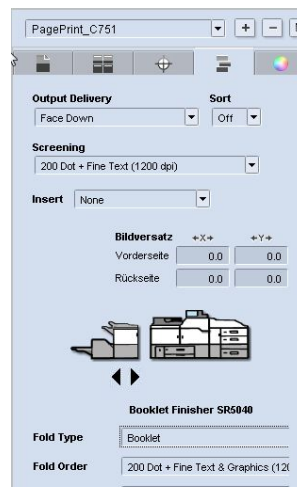 PagePrint_C751
Output Delivery Sort
Face Down Off
Screening
200 Dot + Fine Text (1200 dpi)
Insert None
Bildversatz +X+ +Y+
Vorderseite 0.0 0.0
Rückseite 0.0 0.0
Booklet Finisher SR5040
Fold Type Booklet
Fold Order 200 Dot + Fine Text & Graphics (120